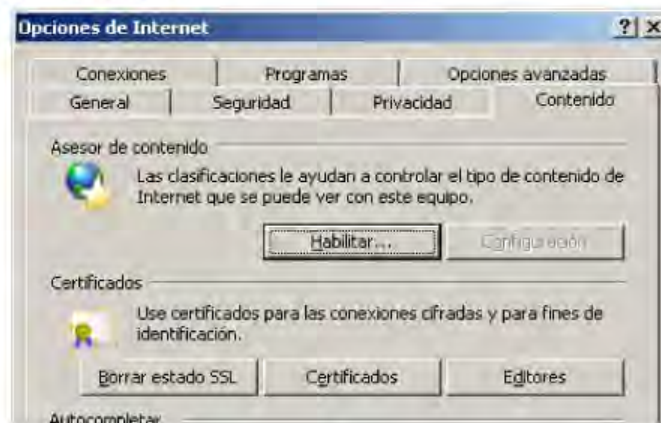 Opciones de Internet
Conexiones Programas Opciones avanzadas
General Seguridad Privacidad Contenido
Asesor de contenido
Las clasificaciones le ayudan a controlar el tipo de contenido de
Internet que se puede ver con este equipo.
Habilitar... Configuración
Certificados
Use certificados para las conexiones cifradas y para fines de
identificación.
Borrar estado SSL Certificados Editores
Autocompletar